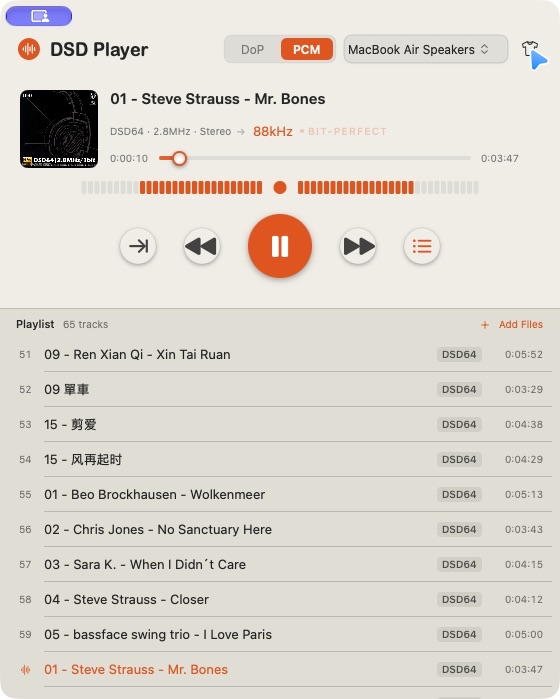 DSD Player
DoP PCM MacBook Air Speakers
01 - Steve Strauss - Mr. Bones
DSD64 · 2.8MHz · Stereo → 88kHz • BIT-PERFECT
DSD64|2.8MHz/1bit
0:00:10 0:03:47
Playlist 65 tracks + Add Files
51 09 - Ren Xian Qi - Xin Tai Ruan DSD64 0:05:52
52 09 單車 DSD64 0:03:29
53 15 - 剪爱 DSD64 0:04:38
54 15 - 风再起时 DSD64 0:04:29
55 01 - Beo Brockhausen - Wolkenmeer DSD64 0:05:13
56 02 - Chris Jones - No Sanctuary Here DSD64 0:03:43
57 03 - Sara K. - When I Didn´t Care DSD64 0:04:15
58 04 - Steve Strauss - Closer DSD64 0:04:12
59 05 - bassface swing trio - I Love Paris DSD64 0:05:00
01 - Steve Strauss - Mr. Bones DSD64 0:03:47